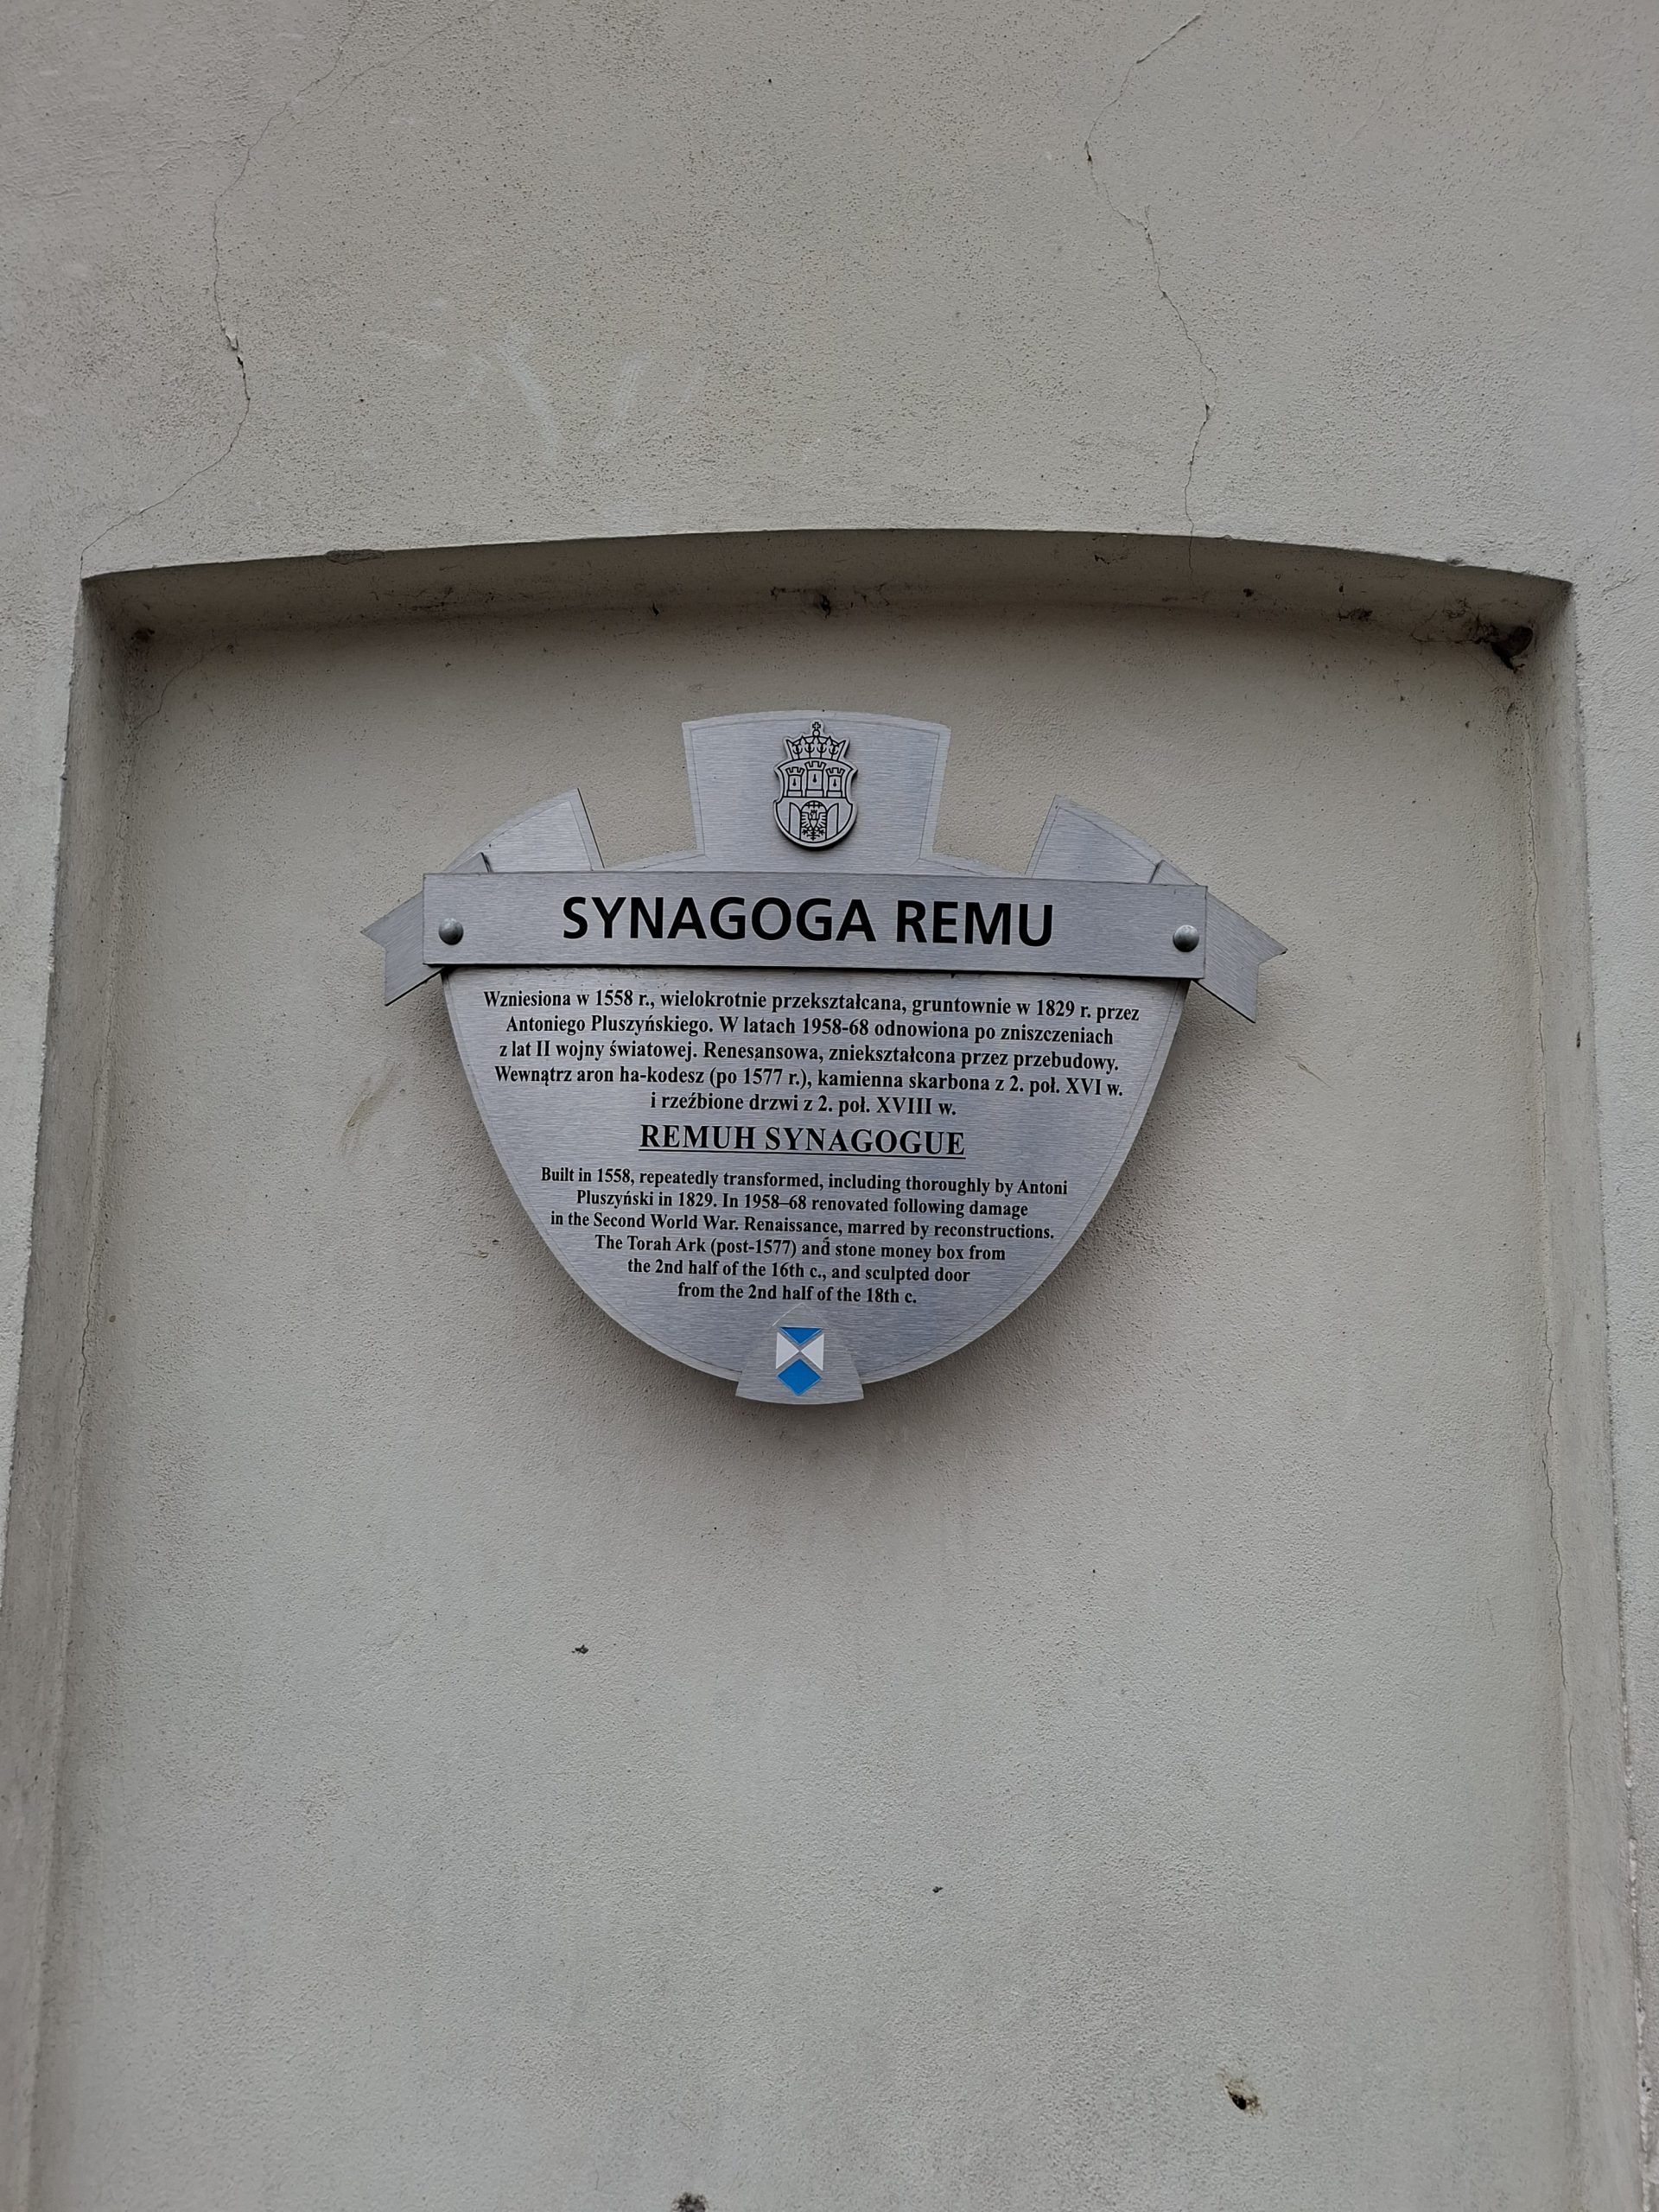 SYNAGOGA REMU
Wzniesiona w 1558 r., wielokrotnie przekształcana, gruntownie w 1829 r. przez
Antoniego Pluszyńskiego. W latach 1958-68 odnowiona po zniszczeniach
z lat II wojny światowej. Renesansowa, zniekształcona przez przebudowy.
Wewnątrz aron ha-kodesz (po 1577 r.), kamienna skarbona z 2. poł. XVI w.
i rzeźbione drzwi z 2. poł. XVIII w.
REMUH SYNAGOGUE
Built in 1558, repeatedly transformed, including thoroughly by Antoni
Pluszyński in 1829. In 1958–68 renovated following damage
in the Second World War. Renaissance, marred by reconstructions.
The Torah Ark (post-1577) and stone money box from
the 2nd half of the 16th c., and sculpted door
from the 2nd half of the 18th c.